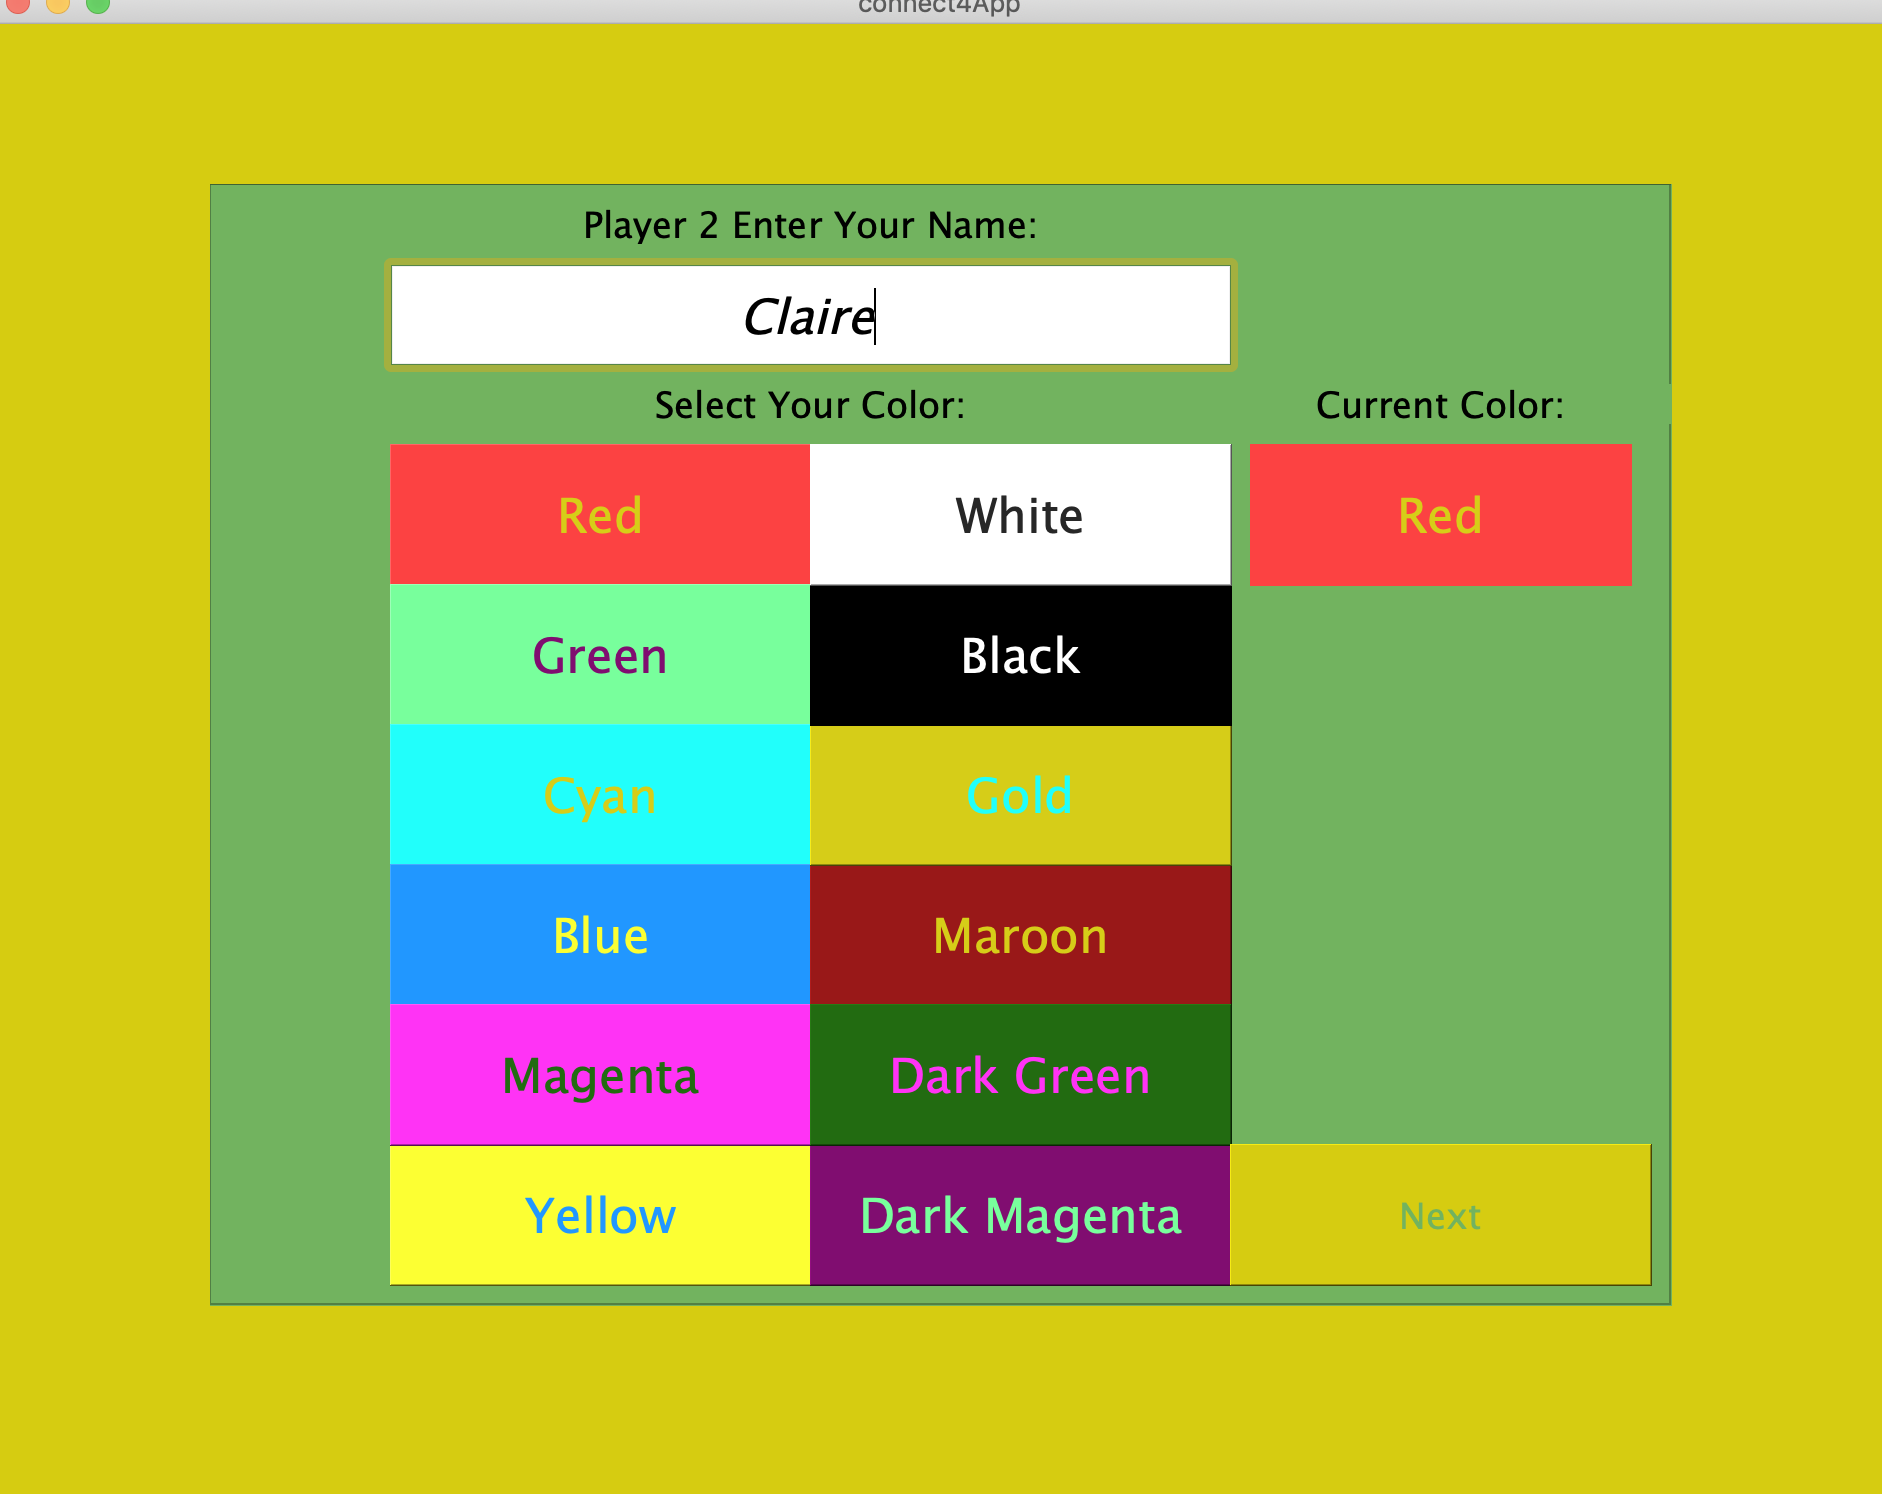 connect4App
Player 2 Enter Your Name:
Claire
Select Your Color:
Current Color:
Red
White
Red
Green
Black
Cyan
Gold
Blue
Maroon
Magenta
Dark Green
Yellow
Dark Magenta
Next